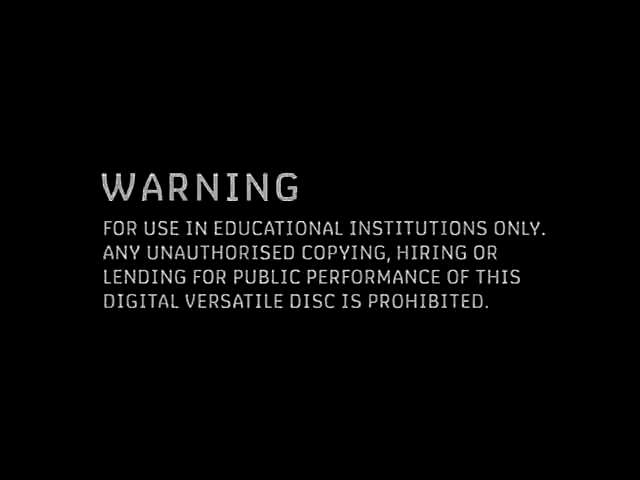 WARNING
FOR USE IN EDUCATIONAL INSTITUTIONS ONLY.
ANY UNAUTHORISED COPYING, HIRING OR
LENDING FOR PUBLIC PERFORMANCE OF THIS
DIGITAL VERSATILE DISC IS PROHIBITED.